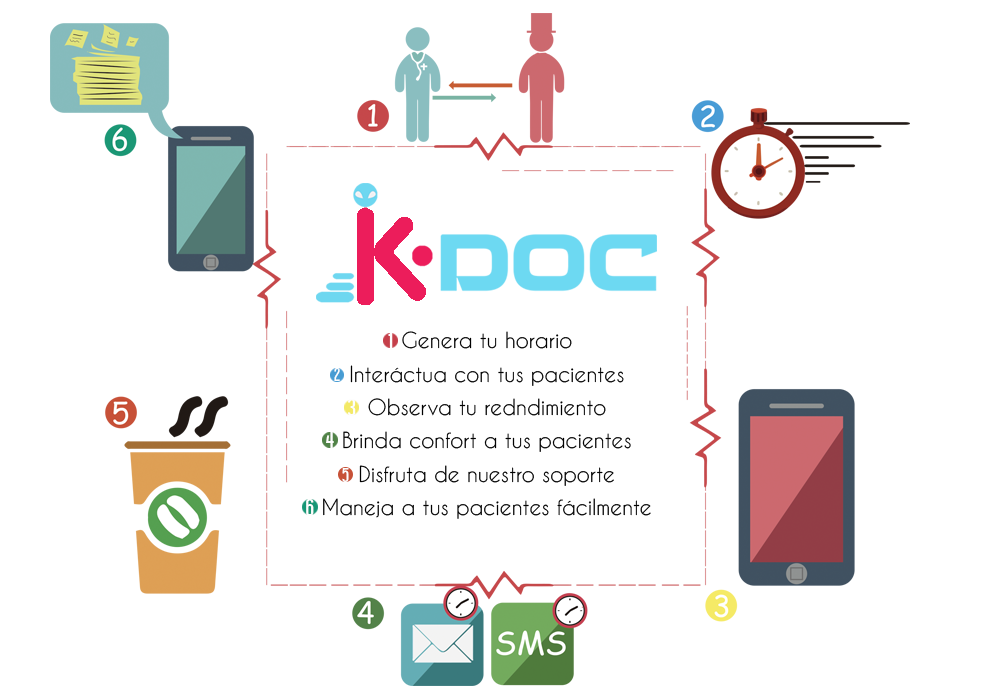 1
2
6
K·DOC
1 Genera tu horario
2 Interáctua con tus pacientes
3 Observa tu redndimiento
4 Brinda confort a tus pacientes
5 Disfruta de nuestro soporte
6 Maneja a tus pacientes fácilmente
5
3
4
SMS